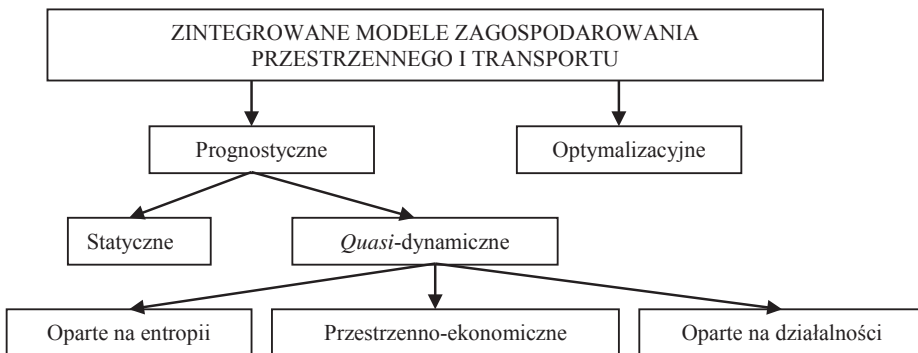 ZINTEGROWANE MODELE ZAGOSPODAROWANIA
PRZESTRZENNEGO I TRANSPORTU
Prognostyczne
Optymalizacyjne
Statyczne
Quasi-dynamiczne
Oparte na entropii
Przestrzenno-ekonomiczne
Oparte na działalności